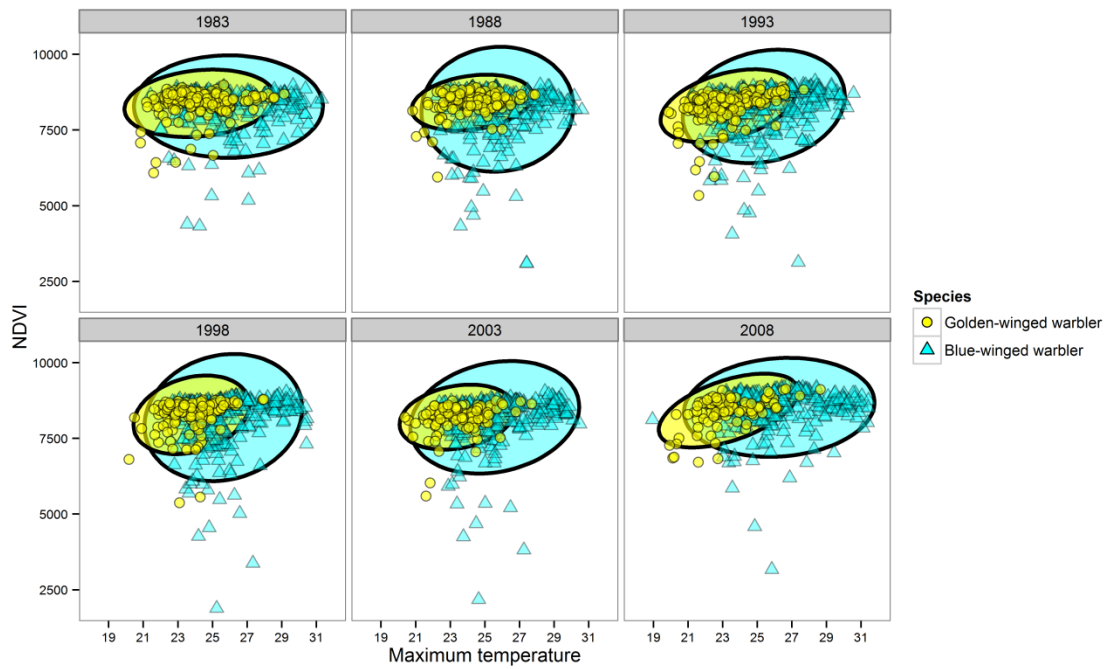 1983 1988 1993
10000
7500
5000
2500
NDVI
Species
Golden-winged warbler
Blue-winged warbler
1998 2003 2008
10000
7500
5000
2500
19 21 23 25 27 29 31 19 21 23 25 27 29 31 19 21 23 25 27 29 31
Maximum temperature